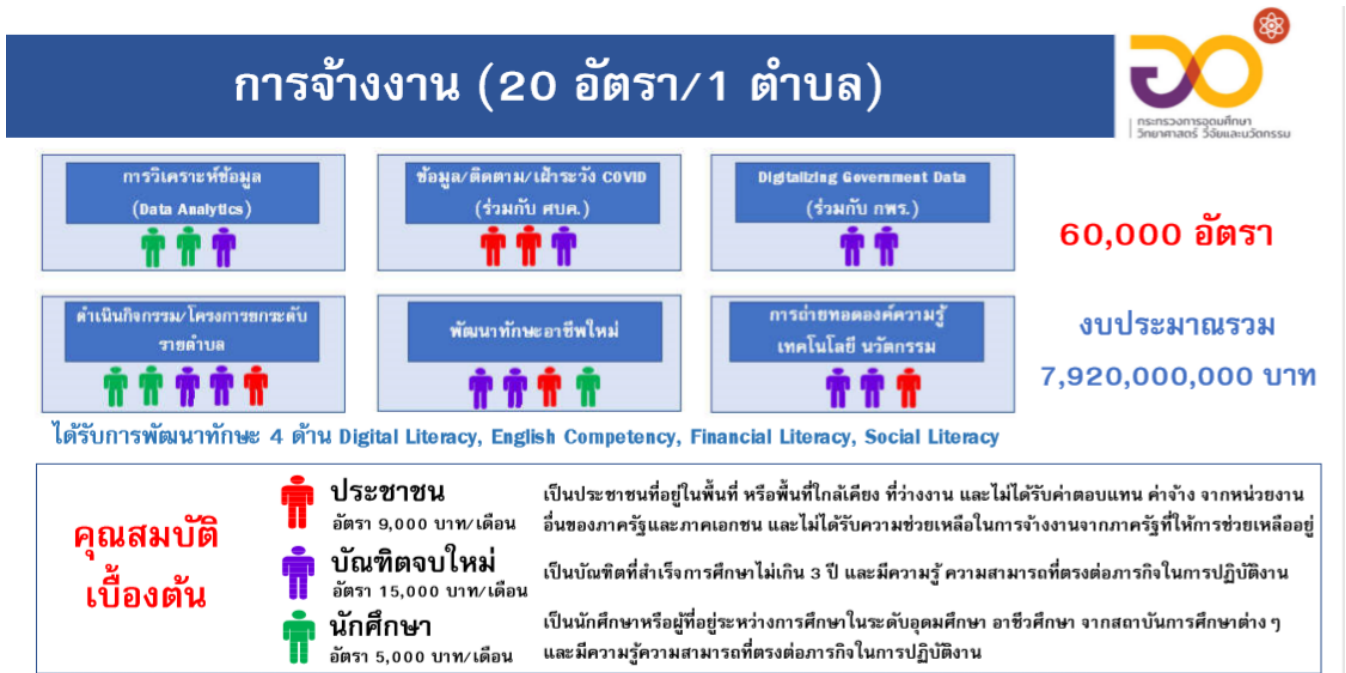 การจ้างงาน (20 อัตรา/1 ตำบล)
กระทรวงการอุดมศึกษา
วิทยาศาสตร์ วิจัยและนวัตกรรม
การวิเคราะห์ข้อมูล
(Data Analytics)
ข้อมูล/ติดตาม/เฝ้าระวัง COVID
(ร่วมกับ ศบค.)
Digitalizing Government Data
(ร่วมกับ กพร.)
60,000 อัตรา
ดำเนินกิจกรรม/โครงการยกระดับ
รายตำบล
พัฒนาทักษะอาชีพใหม่
การถ่ายทอดองค์ความรู้
เทคโนโลยี นวัตกรรม
งบประมาณรวม
7,920,000,000 บาท
ได้รับการพัฒนาทักษะ 4 ด้าน Digital Literacy, English Competency, Financial Literacy, Social Literacy
คุณสมบัติ
เบื้องต้น
ประชาชน
อัตรา 9,000 บาท/เดือน
เป็นประชาชนที่อยู่ในพื้นที่ หรือพื้นที่ใกล้เคียง ที่ว่างงาน และไม่ได้รับค่าตอบแทน ค่าจ้าง จากหน่วยงาน
อื่นของภาครัฐและภาคเอกชน และไม่ได้รับความช่วยเหลือในการจ้างงานจากภาครัฐที่ให้การช่วยเหลืออยู่
บัณฑิตจบใหม่
อัตรา 15,000 บาท/เดือน
เป็นบัณฑิตที่สำเร็จการศึกษาไม่เกิน 3 ปี และมีความรู้ ความสามารถที่ตรงต่อภารกิจในการปฏิบัติงาน
นักศึกษา
อัตรา 5,000 บาท/เดือน
เป็นนักศึกษาหรือผู้ที่อยู่ระหว่างการศึกษาในระดับอุดมศึกษา อาชีวศึกษา จากสถาบันการศึกษาต่าง ๆ
และมีความรู้ความสามารถที่ตรงต่อภารกิจในการปฏิบัติงาน